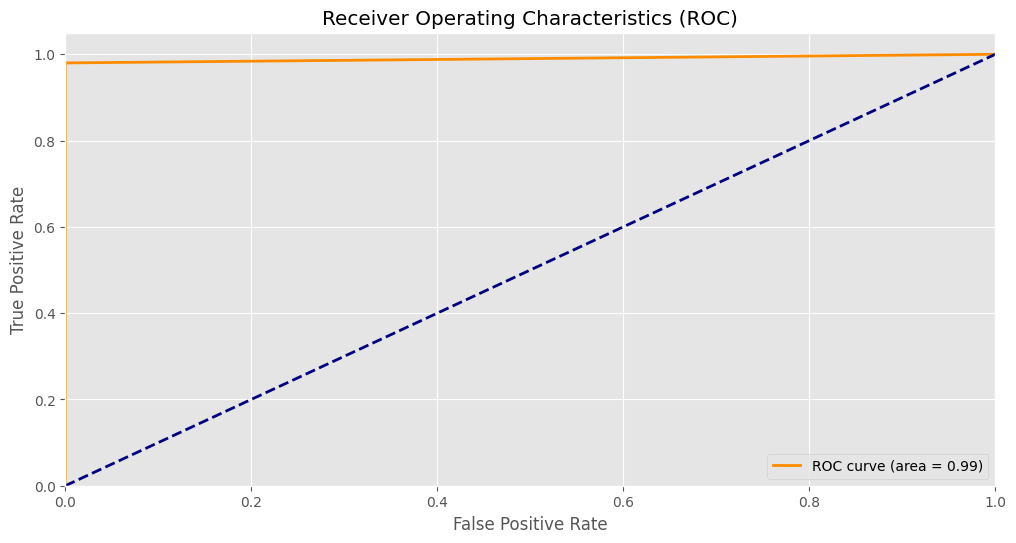 Receiver Operating Characteristics (ROC)
True Positive Rate
1.0
0.8
0.6
0.4
0.2
0.0
0.0 0.2 0.4 0.6 0.8 1.0
False Positive Rate
ROC curve (area = 0.99)